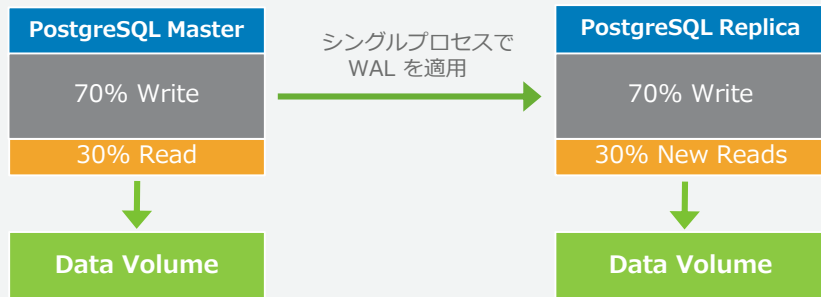 PostgreSQL Master
70% Write
30% Read
Data Volume
シングルプロセスで
WAL を適用
PostgreSQL Replica
70% Write
30% New Reads
Data Volume